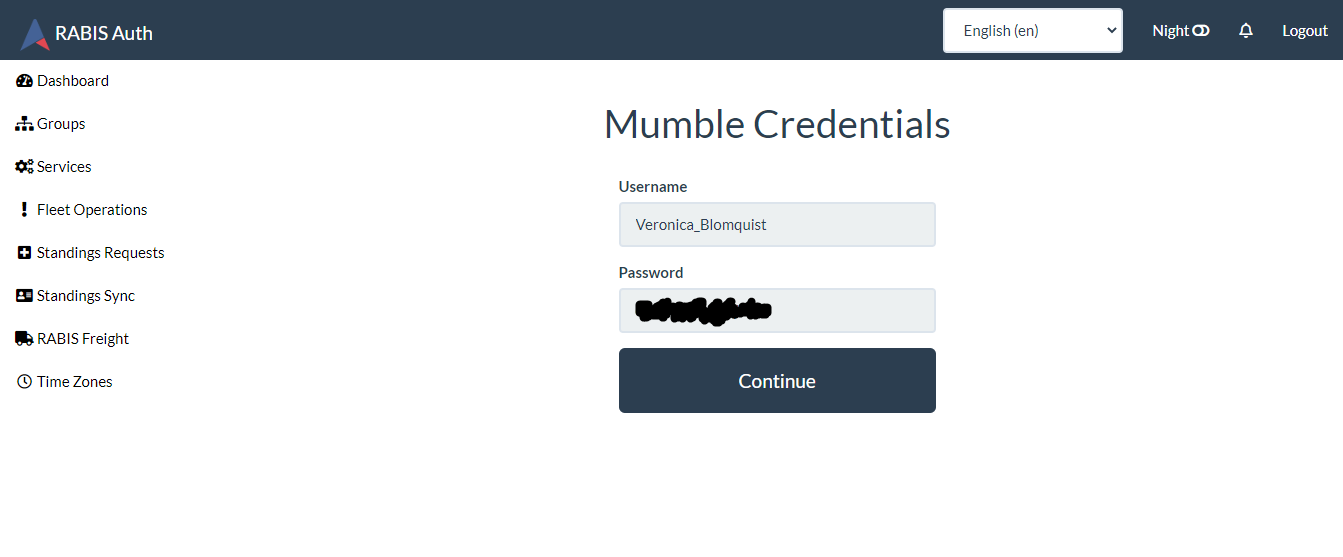 RABIS Auth
English (en)
Night
Logout
Dashboard
Groups
Services
Fleet Operations
Standings Requests
Standings Sync
RABIS Freight
Time Zones
Mumble Credentials
Username
Veronica_Blomquist
Password
Continue